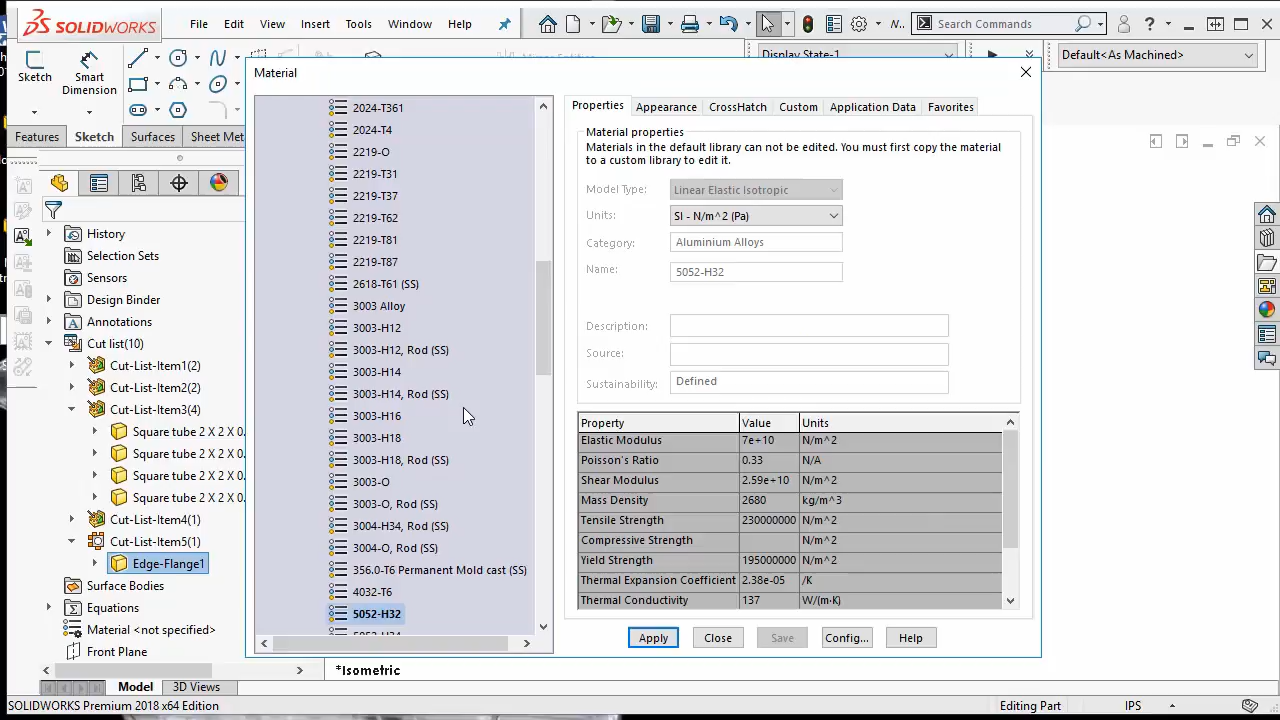 SOLIDWORKS
File Edit View Insert Tools Window Help
N..
Search Commands
?
Sketch
Smart
Dimension
Display State-1
Default<As Machined>
Features Sketch Surfaces Sheet Met
History
Selection Sets
Sensors
Design Binder
Annotations
Cut list(10)
Cut-List-Item1(2)
Cut-List-Item2(2)
Cut-List-Item3(4)
Square tube 2 X 2 X 0.
Square tube 2 X 2 X 0.
Square tube 2 X 2 X 0.
Square tube 2 X 2 X 0.
Cut-List-Item4(1)
Cut-List-Item5(1)
Edge-Flange1
Surface Bodies
Equations
Material <not specified>
Front Plane
Material
2024-T361
2024-T4
2219-O
2219-T31
2219-T37
2219-T62
2219-T81
2219-T87
2618-T61 (SS)
3003 Alloy
3003-H12
3003-H12, Rod (SS)
3003-H14
3003-H14, Rod (SS)
3003-H16
3003-H18
3003-H18, Rod (SS)
3003-O
3003-O, Rod (SS)
3004-H34, Rod (SS)
3004-O, Rod (SS)
356.0-T6 Permanent Mold cast (SS)
4032-T6
5052-H32
Properties Appearance CrossHatch Custom Application Data Favorites
Material properties
Materials in the default library can not be edited. You must first copy the material
to a custom library to edit it.
Model Type: Linear Elastic Isotropic
Units: SI - N/m^2 (Pa)
Category: Aluminium Alloys
Name: 5052-H32
Description:
Source:
Sustainability: Defined
Property Value Units
Elastic Modulus 7e+10 N/m^2
Poisson's Ratio 0.33 N/A
Shear Modulus 2.59e+10 N/m^2
Mass Density 2680 kg/m^3
Tensile Strength 230000000 N/m^2
Compressive Strength N/m^2
Yield Strength 195000000 N/m^2
Thermal Expansion Coefficient 2.38e-05 /K
Thermal Conductivity 137 W/(m·K)
Apply Close Save Config... Help
*Isometric
Model 3D Views
SOLIDWORKS Premium 2018 x64 Edition
Editing Part IPS